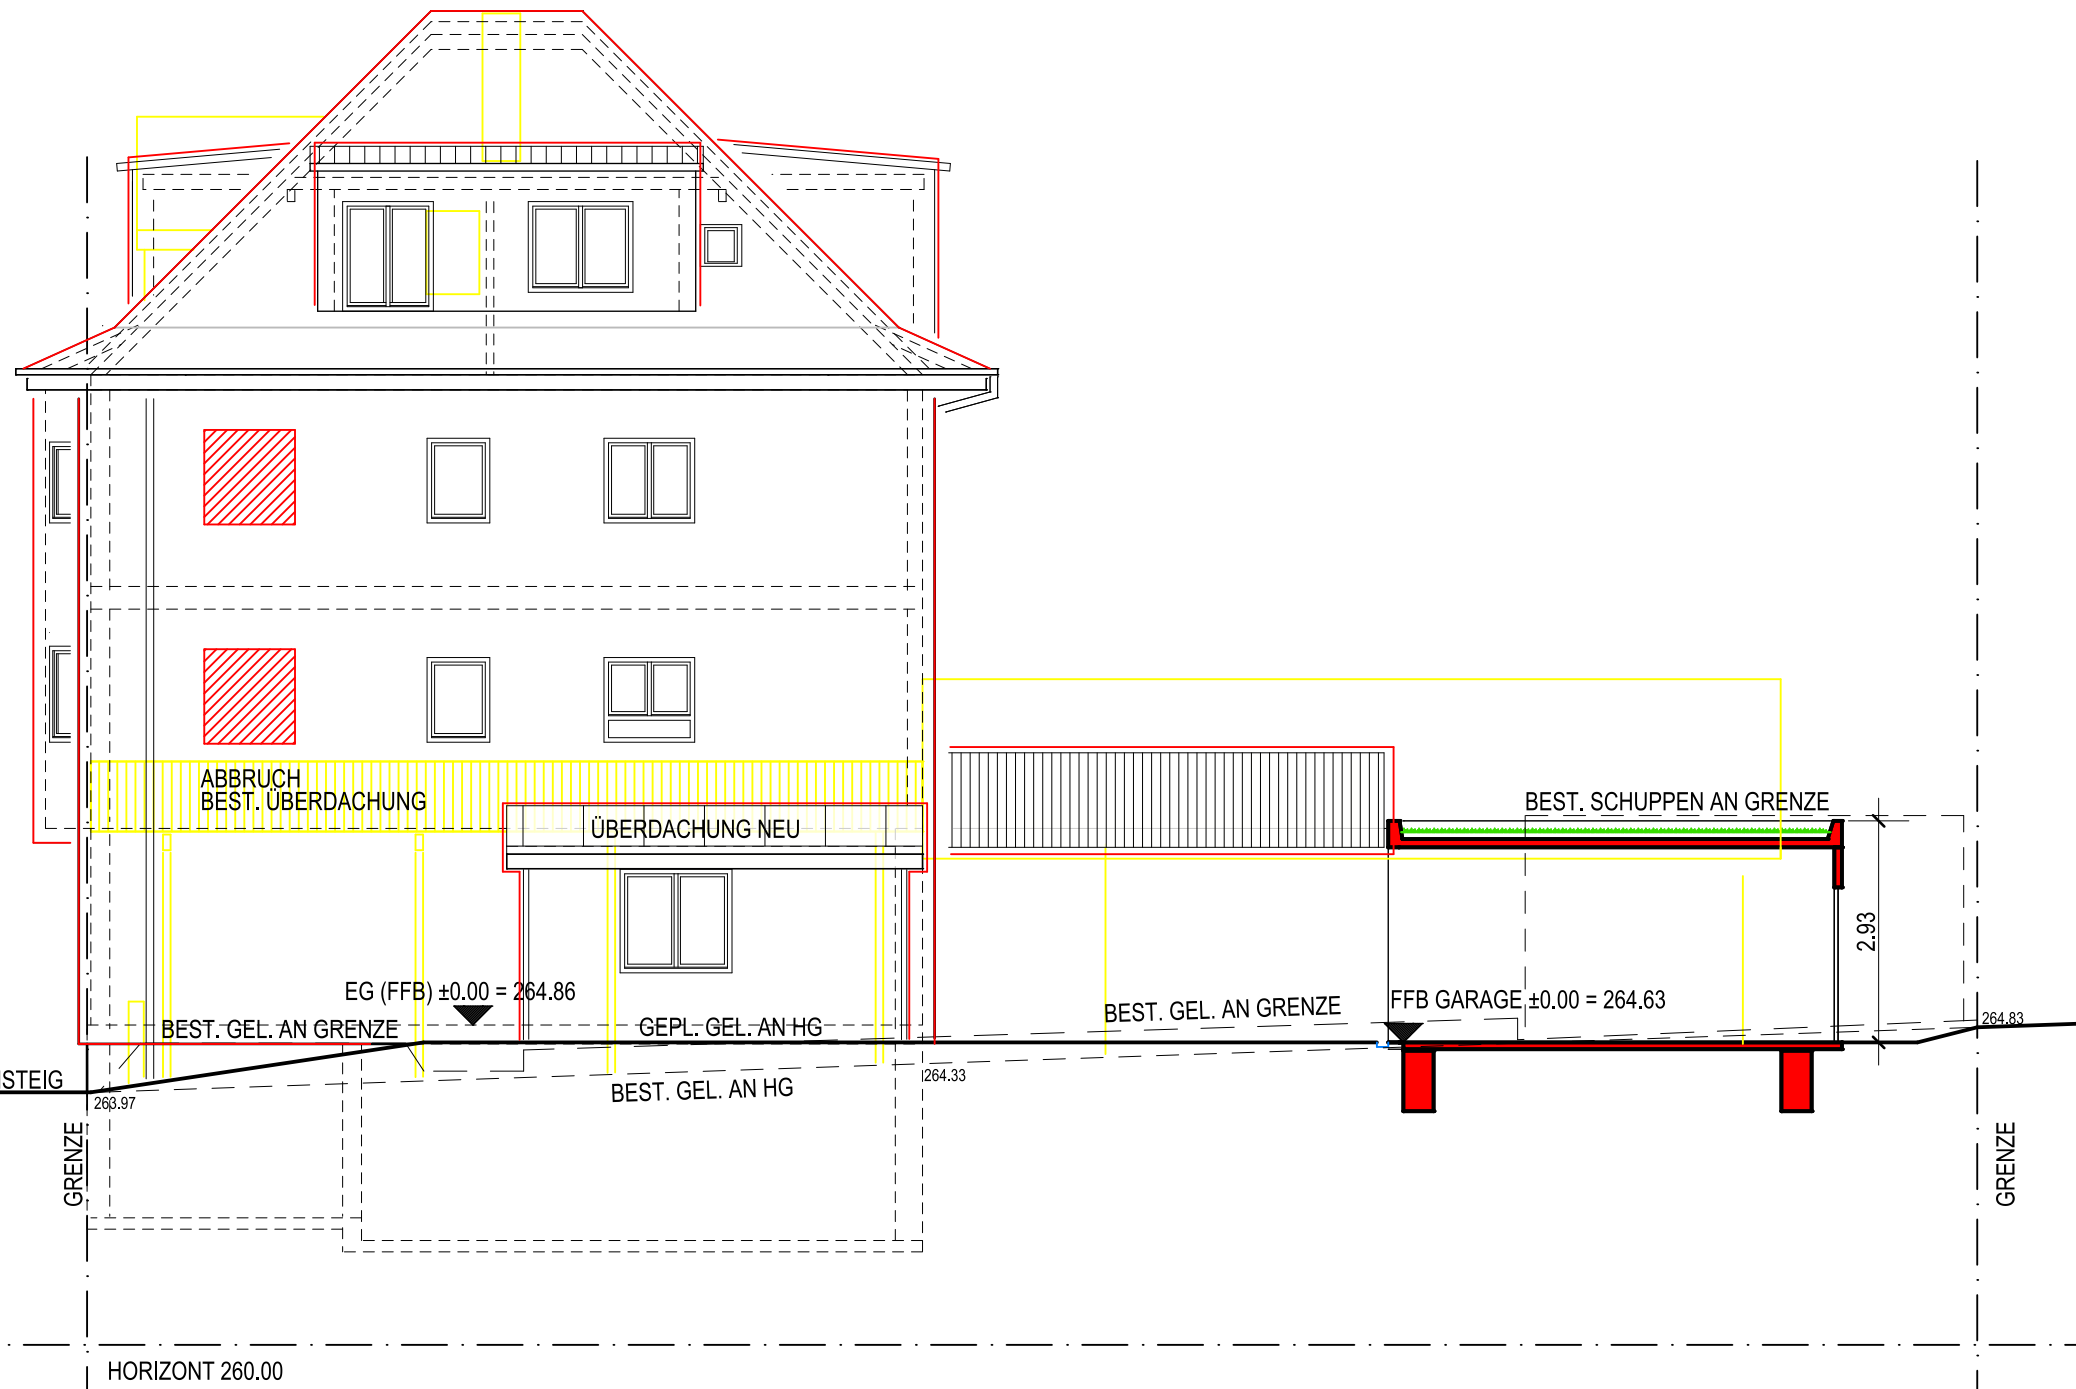 ABBRUCH
BEST. ÜBERDACHUNG
ÜBERDACHUNG NEU
BEST. SCHUPPEN AN GRENZE
2.93
EG (FFB) ±0.00 = 264.86
FFB GARAGE ±0.00 = 264.63
BEST. GEL. AN GRENZE
BEST. GEL. AN GRENZE
GEPL. GEL. AN HG
264.83
264.33
BEST. GEL. AN HG
STEIG
263.97
GRENZE
GRENZE
HORIZONT 260.00